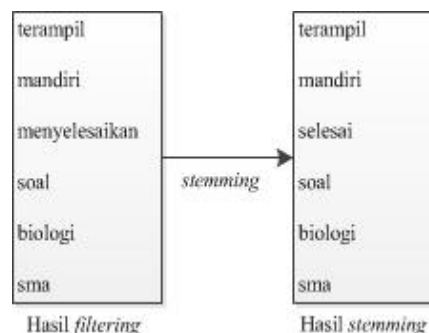 terampil
mandiri
menyelesaikan
soal
biologi
sma
Hasil filtering
stemming
terampil
mandiri
selesai
soal
biologi
sma
Hasil stemming